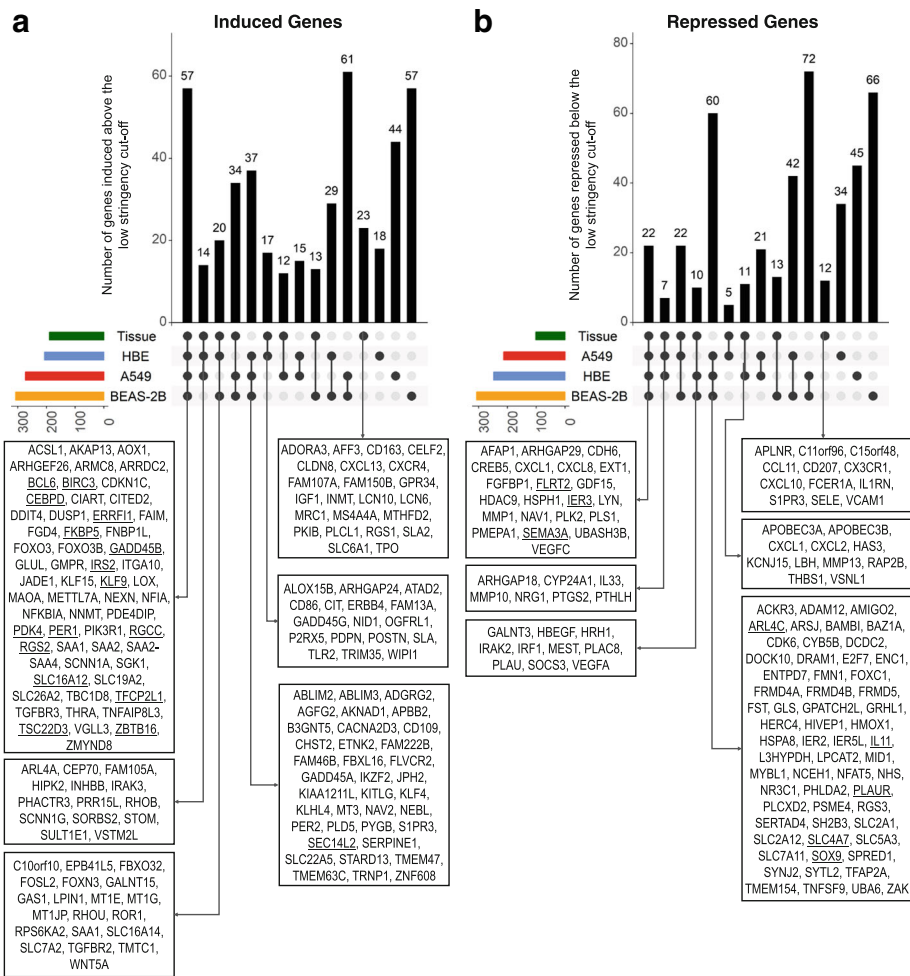 a
Induced Genes
Number of genes induced above the
low stringency cut-off
60
40
20
0
57
14
20
34
37
17
12
15
29
13
61
23
18
44
57
Tissue
HBE
A549
BEAS-2B
300
200
100
0
ACSL1, AKAP13, AOX1,
ARHGEF26, ARMC8, ARRDC2,
BCL6, BIRC3, CDKN1C,
CEBPD, CIART, CITED2,
DDIT4, DUSP1, ERRFI1, FAIM,
FGD4, FKBP5, FNBP1L,
FOXO3, FOXO3B, GADD45B,
GLUL, GMPR, IRS2, ITGA10,
JADE1, KLF15, KLF9, LOX,
MAOA, METTL7A, NEXN, NFIA,
NFKBIA, NNMT, PDE4DIP,
PDK4, PER1, PIK3R1, RGCC,
RGS2, SAA1, SAA2, SAA2-
SAA4, SCNN1A, SGK1,
SLC16A12, SLC19A2,
SLC26A2, TBC1D8, TFCP2L1,
TGFBR3, THRA, TNFAIP8L3,
TSC22D3, VGLL3, ZBTB16,
ZMYND8
ARL4A, CEP70, FAM105A,
HIPK2, INHBB, IRAK3,
PHACTR3, PRR15L, RHOB,
SCNN1G, SORBS2, STOM,
SULT1E1, VSTM2L
C10orf10, EPB41L5, FBXO32,
FOSL2, FOXN3, GALNT15,
GAS1, LPIN1, MT1E, MT1G,
MT1JP, RHOU, ROR1,
RPS6KA2, SAA1, SLC16A14,
SLC7A2, TGFBR2, TMTC1,
WNT5A
ADORA3, AFF3, CD163, CELF2,
CLDN8, CXCL13, CXCR4,
FAM107A, FAM150B, GPR34,
IGF1, INMT, LCN10, LCN6,
MRC1, MS4A4A, MTHFD2,
PKIB, PLCL1, RGS1, SLA2,
SLC6A1, TPO
ALOX15B, ARHGAP24, ATAD2,
CD86, CIT, ERBB4, FAM13A,
GADD45G, NID1, OGFRL1,
P2RX5, PDPN, POSTN, SLA,
TLR2, TRIM35, WIPI1
ABLIM2, ABLIM3, ADGRG2,
AGFG2, AKNAD1, APBB2,
B3GNT5, CACNA2D3, CD109,
CHST2, ETNK2, FAM222B,
FAM46B, FBXL16, FLVCR2,
GADD45A, IKZF2, JPH2,
KIAA1211L, KITLG, KLF4,
KLHL4, MT3, NAV2, NEBL,
PER2, PLD5, PYGB, S1PR3,
SEC14L2, SERPINE1,
SLC22A5, STARD13, TMEM47,
TMEM63C, TRNP1, ZNF608
b
Repressed Genes
Number of genes repressed below the
low stringency cut-off
80
60
40
20
0
22
7
22
10
60
5
11
21
13
42
72
12
34
45
66
Tissue
A549
HBE
BEAS-2B
300
200
100
0
AFAP1, ARHGAP29, CDH6,
CREB5, CXCL1, CXCL8, EXT1,
FGFBP1, FLRT2, GDF15,
HDAC9, HSPH1, IER3, LYN,
MMP1, NAV1, PLK2, PLS1,
PMEPA1, SEMA3A, UBASH3B,
VEGFC
ARHGAP18, CYP24A1, IL33,
MMP10, NRG1, PTGS2, PTHLH
GALNT3, HBEGF, HRH1,
IRAK2, IRF1, MEST, PLAC8,
PLAU, SOCS3, VEGFA
APLNR, C11orf96, C15orf48,
CCL11, CD207, CX3CR1,
CXCL10, FCER1A, IL1RN,
S1PR3, SELE, VCAM1
APOBEC3A, APOBEC3B,
CXCL1, CXCL2, HAS3,
KCNJ15, LBH, MMP13, RAP2B,
THBS1, VSNL1
ACKR3, ADAM12, AMIGO2,
ARL4C, ARSJ, BAMBI, BAZ1A,
CDK6, CYB5B, DCDC2,
DOCK10, DRAM1, E2F7, ENC1,
ENTPD7, FMN1, FOXC1,
FRMD4A, FRMD4B, FRMD5,
FST, GLS, GPATCH2L, GRHL1,
HERC4, HIVEP1, HMOX1,
HSPA8, IER2, IER5L, IL11,
L3HYPDH, LPCAT2, MID1,
MYBL1, NCEH1, NFAT5, NHS,
NR3C1, PHLDA2, PLAUR,
PLCXD2, PSME4, RGS3,
SERTAD4, SH2B3, SLC2A1,
SLC2A12, SLC4A7, SLC5A3,
SLC7A11, SOX9, SPRED1,
SYNJ2, SYTL2, TFAP2A,
TMEM154, TNFSF9, UBA6, ZAK